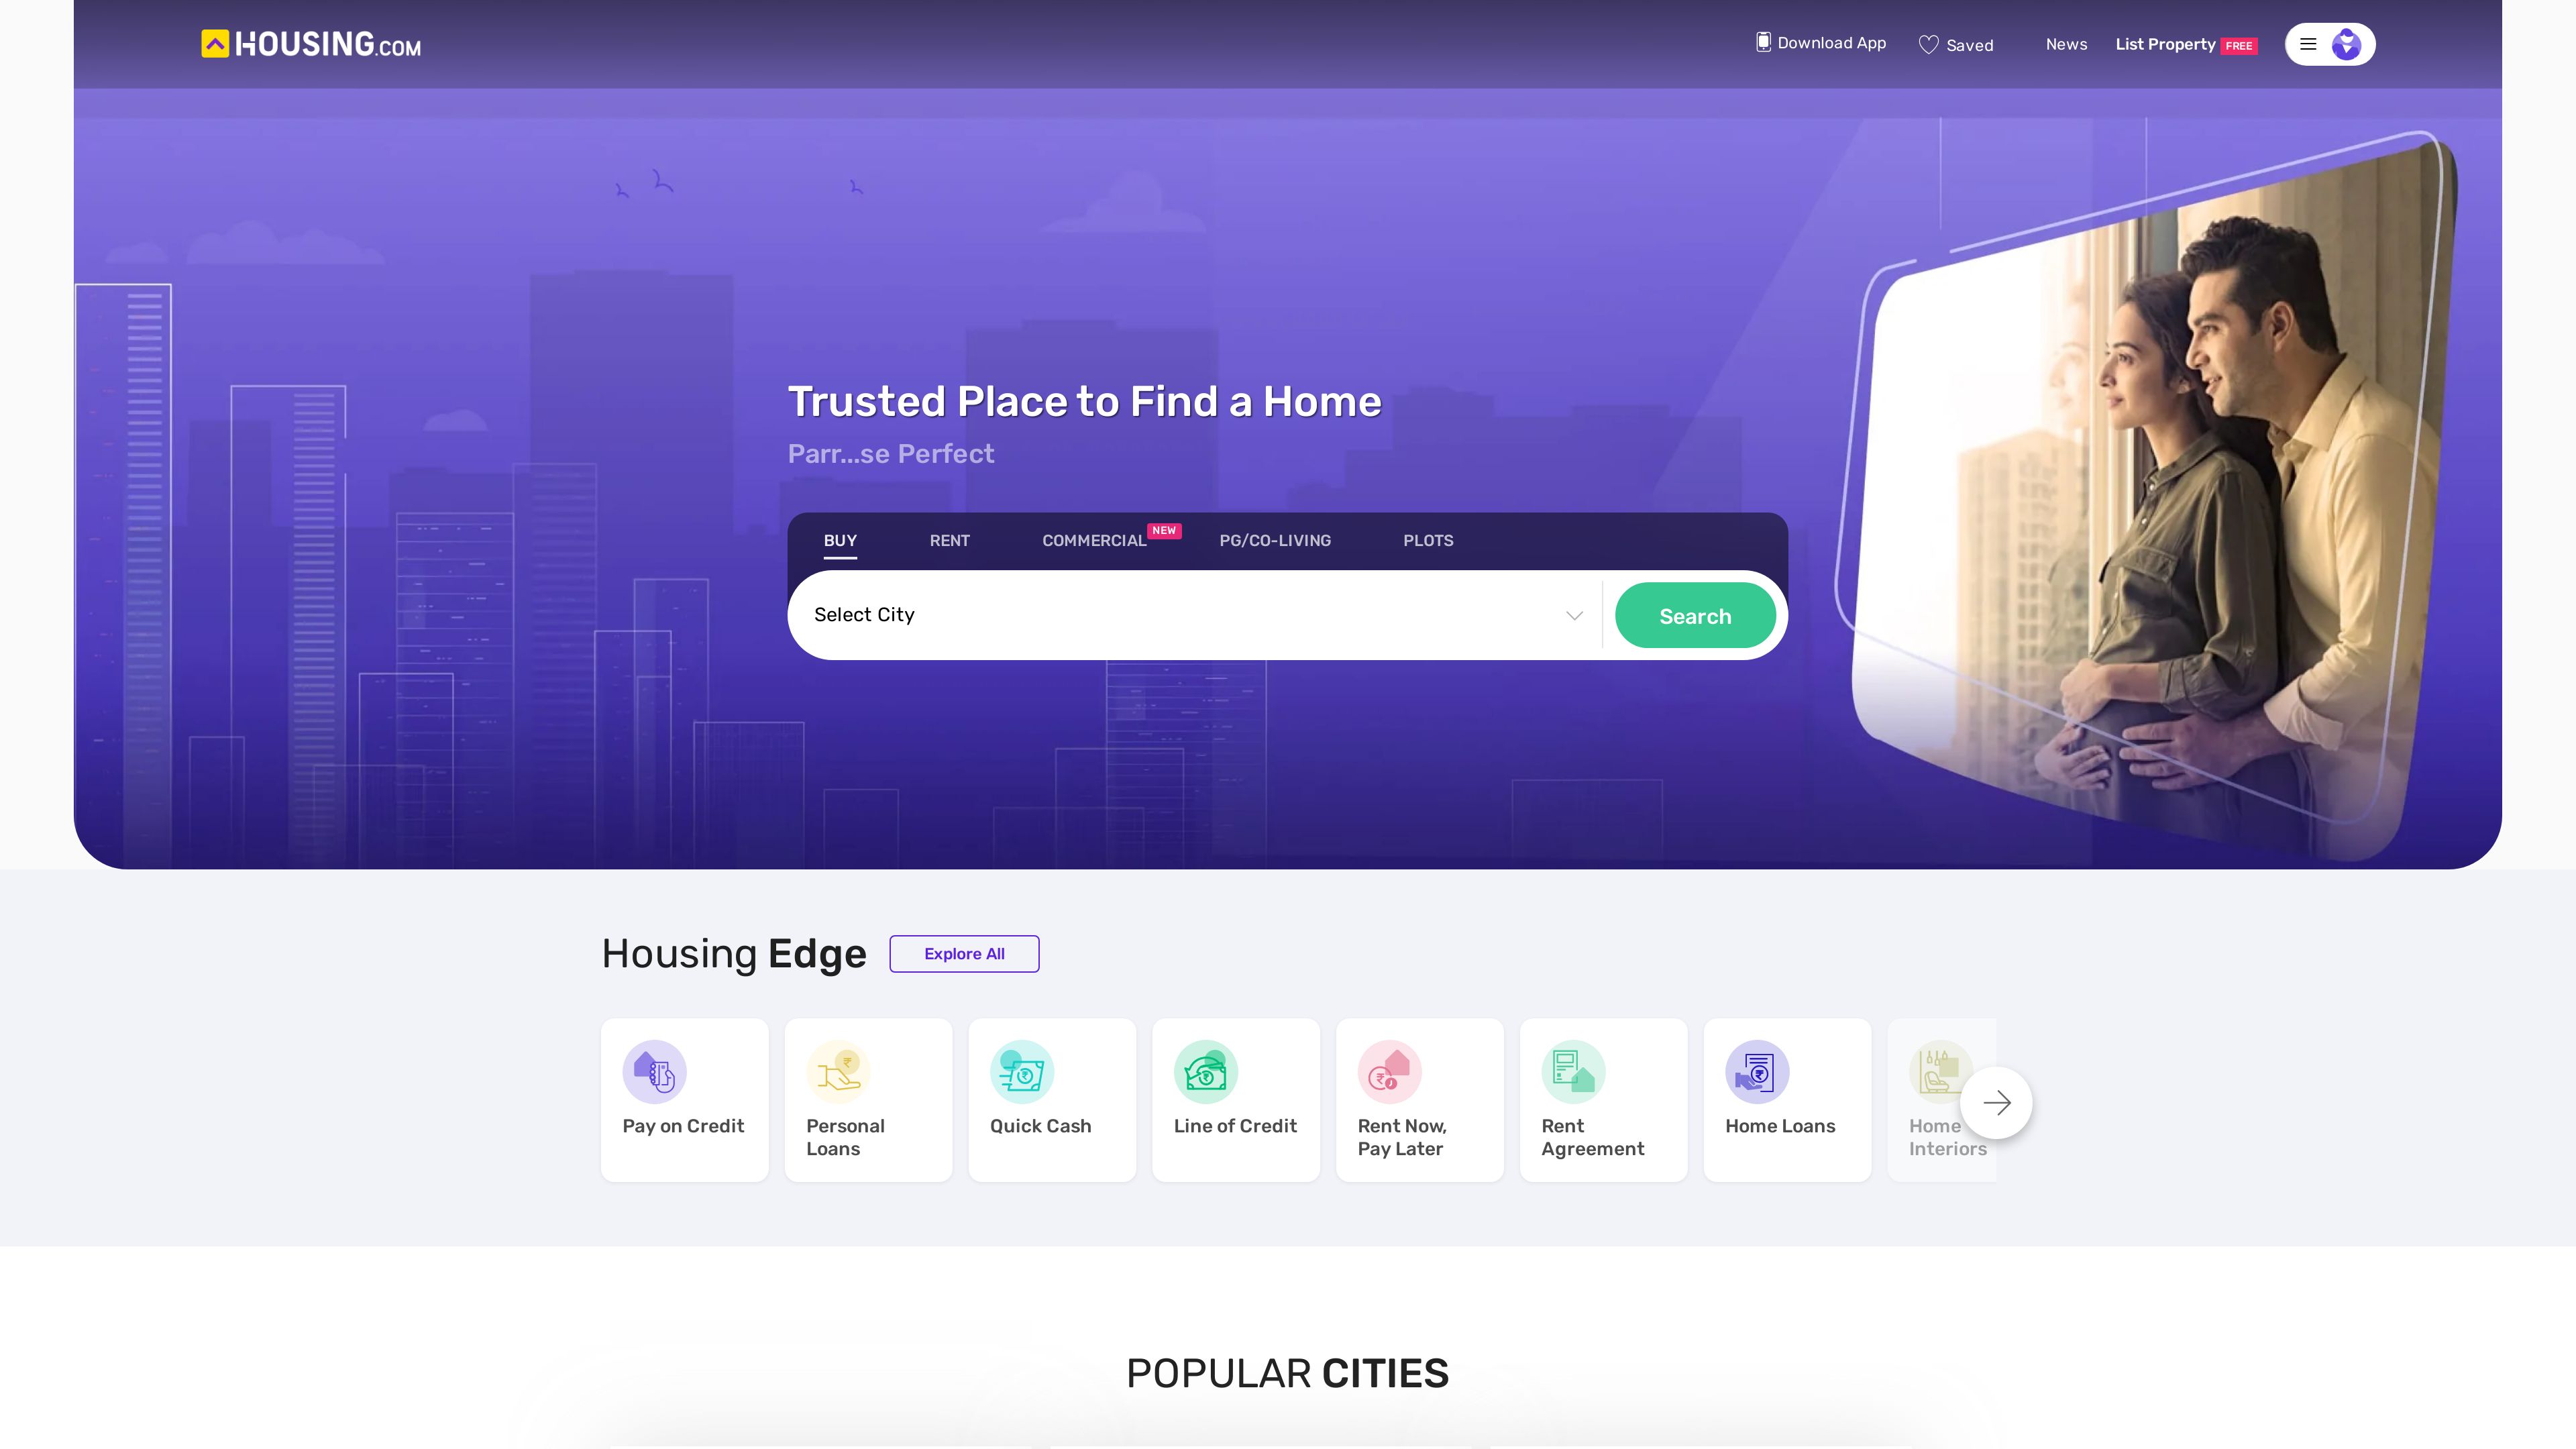 HOUSING.COM
Download App
Saved
News
List Property FREE
Trusted Place to Find a Home
Parr...se Perfect
BUY
RENT
COMMERCIAL NEW
PG/CO-LIVING
PLOTS
Select City
Search
Housing Edge
Explore All
Pay on Credit
Personal
Loans
Quick Cash
Line of Credit
Rent Now,
Pay Later
Rent
Agreement
Home Loans
Home
Interiors
POPULAR CITIES